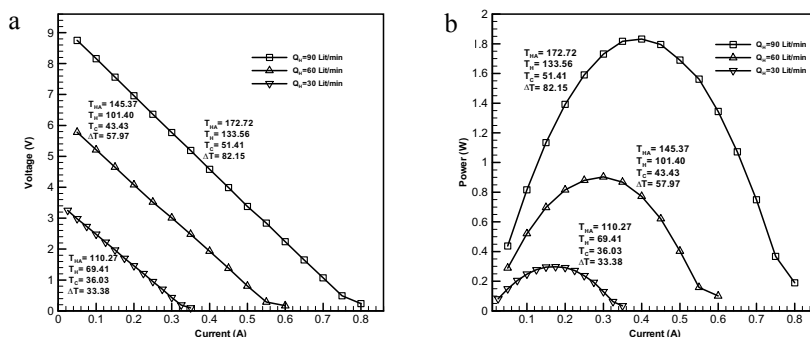 a
9
8
7
6
5
4
3
2
1
0
Voltage (V)
0
0.1
0.2
0.3
0.4
0.5
0.6
0.7
0.8
Current (A)
Q_H=90 Lit/min
Q_H=60 Lit/min
Q_H=30 Lit/min
T_HA= 145.37
T_H= 101.40
T_C= 43.43
ΔT= 57.97
T_HA= 172.72
T_H= 133.56
T_C= 51.41
ΔT= 82.15
T_HA= 110.27
T_H= 69.41
T_C= 36.03
ΔT= 33.38
b
2
1.8
1.6
1.4
1.2
1
0.8
0.6
0.4
0.2
0
Power (W)
0.1
0.2
0.3
0.4
0.5
0.6
0.7
0.8
Current (A)
Q_H=90 Lit/min
Q_H=60 Lit/min
Q_H=30 Lit/min
T_HA= 172.72
T_H= 133.56
T_C= 51.41
ΔT= 82.15
T_HA= 145.37
T_H= 101.40
T_C= 43.43
ΔT= 57.97
T_HA= 110.27
T_H= 69.41
T_C= 36.03
ΔT= 33.38